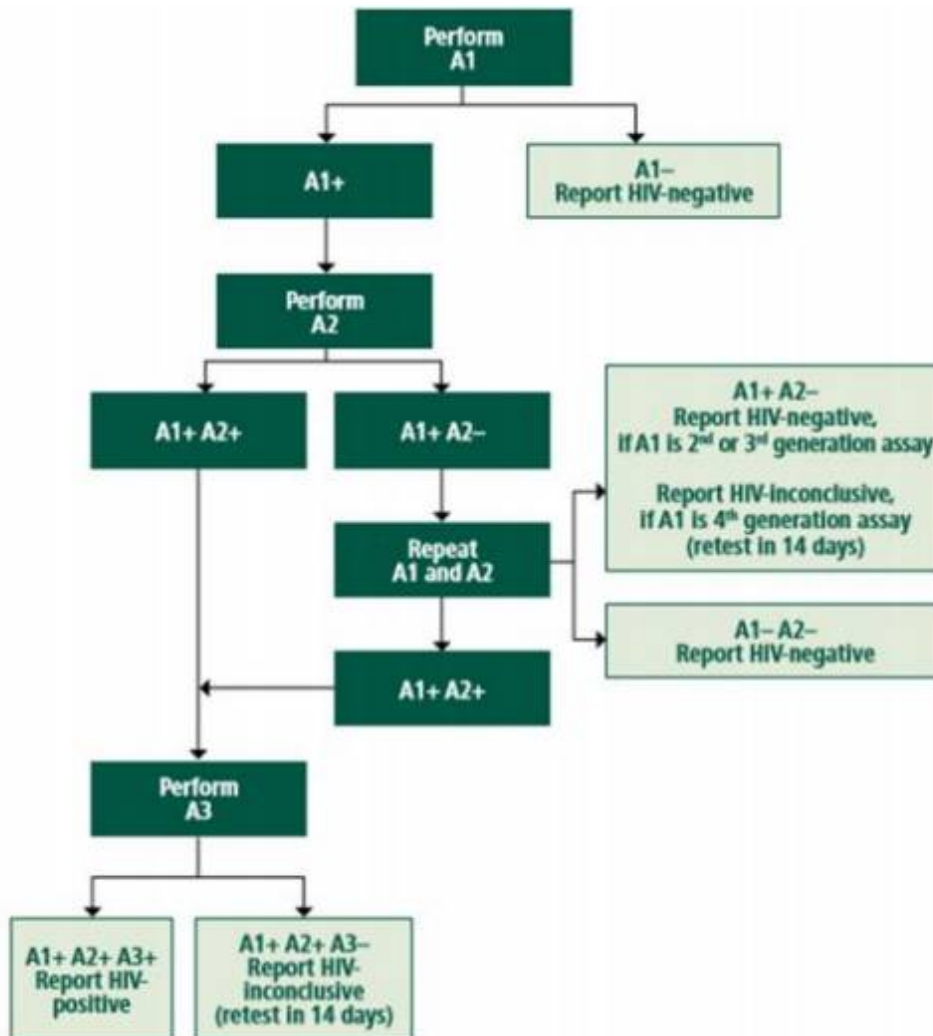 Perform
A1
A1+
A1–
Report HIV-negative
Perform
A2
A1+ A2+
A1+ A2–
A1+ A2–
Report HIV-negative,
if A1 is 2nd or 3rd generation assay
Report HIV-inconclusive,
if A1 is 4th generation assay
(retest in 14 days)
Repeat
A1 and A2
A1– A2–
Report HIV-negative
A1+ A2+
Perform
A3
A1+ A2+ A3+
Report HIV-
positive
A1+ A2+ A3–
Report HIV-
inconclusive
(retest in 14 days)